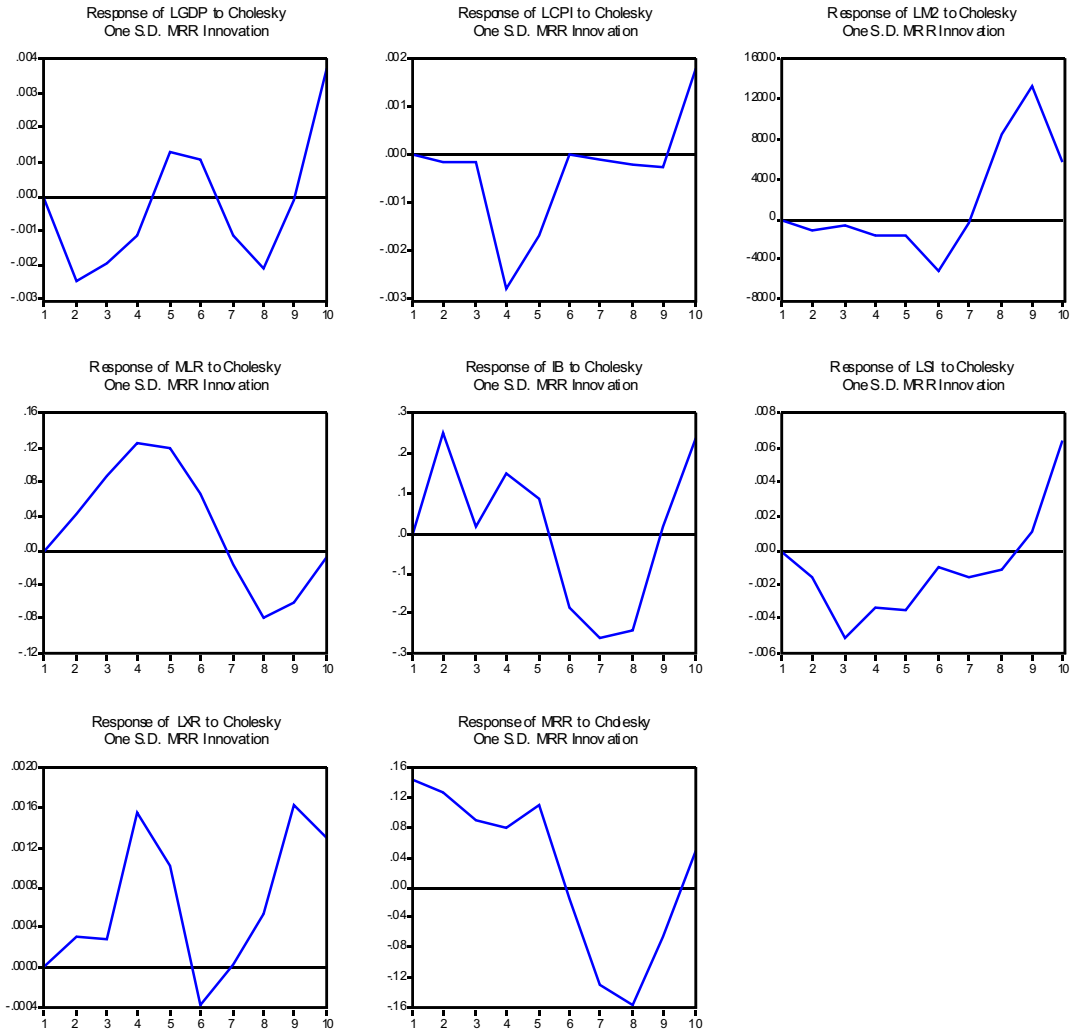 Response of LGDP to Cholesky
One S.D. MRR Innovation
.004
.003
.002
.001
.000
-.001
-.002
-.003
1 2 3 4 5 6 7 8 9 10
Response of LCPI to Cholesky
One S.D. MRR Innovation
.002
.001
.000
-.001
-.002
-.003
1 2 3 4 5 6 7 8 9 10
Response of LM2 to Cholesky
One S.D. MRR Innovation
16000
12000
8000
4000
0
-4000
-8000
1 2 3 4 5 6 7 8 9 10
Response of MLR to Cholesky
One S.D. MRR Innovation
.16
.12
.08
.04
.00
-.04
-.08
-.12
1 2 3 4 5 6 7 8 9 10
Response of IB to Cholesky
One S.D. MRR Innovation
.3
.2
.1
.0
-.1
-.2
-.3
1 2 3 4 5 6 7 8 9 10
Response of LSI to Cholesky
One S.D. MRR Innovation
.008
.006
.004
.002
.000
-.002
-.004
-.006
1 2 3 4 5 6 7 8 9 10
Response of LXR to Cholesky
One S.D. MRR Innovation
.0020
.0016
.0012
.0008
.0004
.0000
-.0004
1 2 3 4 5 6 7 8 9 10
Response of MRR to Cholesky
One S.D. MRR Innovation
.16
.12
.08
.04
.00
-.04
-.08
-.12
-.16
1 2 3 4 5 6 7 8 9 10